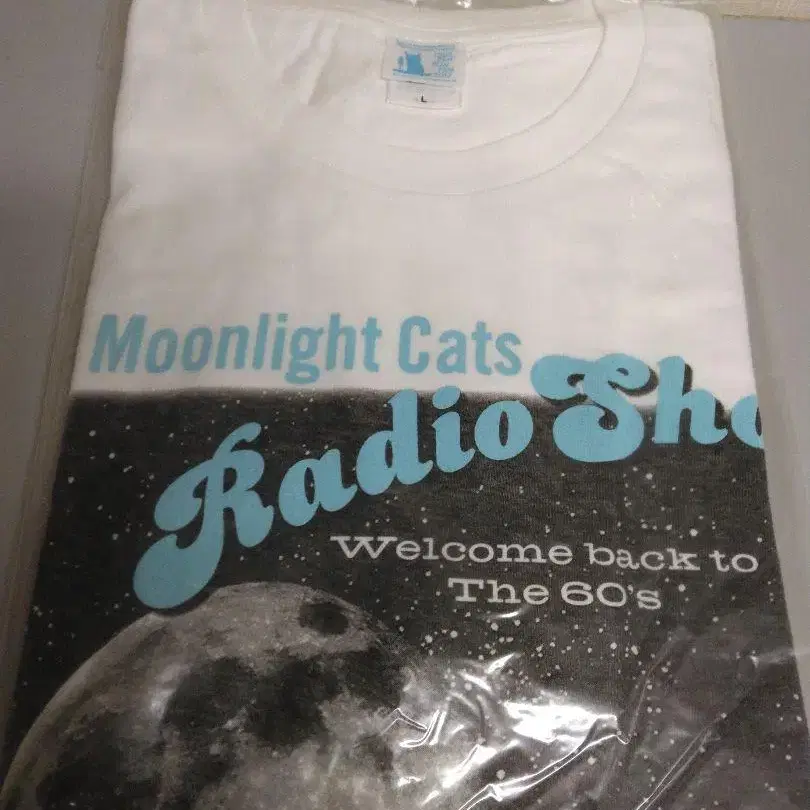 L
Moonlight Cats
Radio Sho
Welcome back to
The 60's